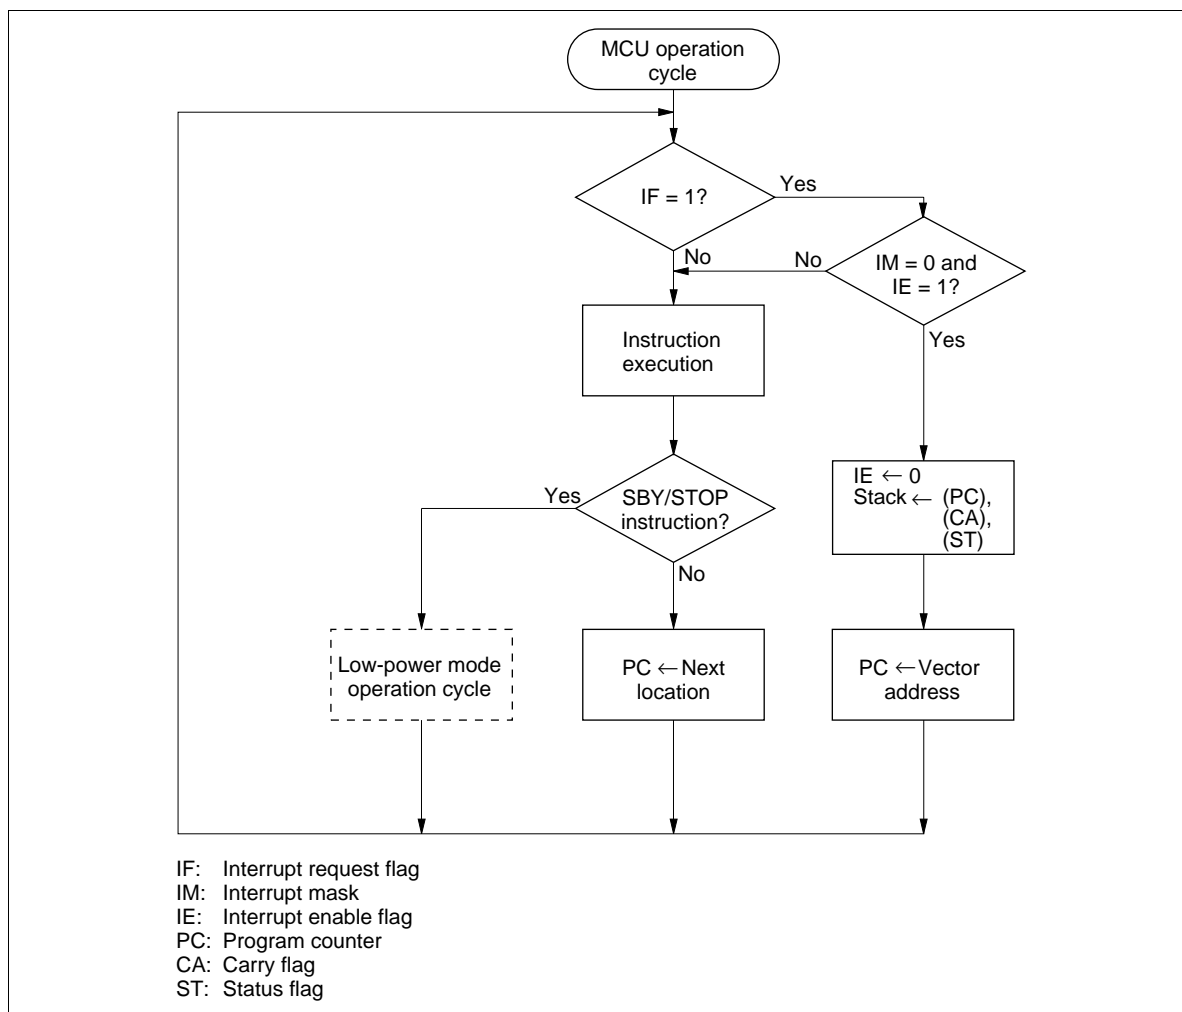 MCU operation
cycle
IF = 1?
Yes
No
No
IM = 0 and
IE = 1?
Yes
Instruction
execution
Yes
SBY/STOP
instruction?
No
IE ← 0
Stack ← (PC),
(CA),
(ST)
Low-power mode
operation cycle
PC ← Next
location
PC ← Vector
address
IF: Interrupt request flag
IM: Interrupt mask
IE: Interrupt enable flag
PC: Program counter
CA: Carry flag
ST: Status flag